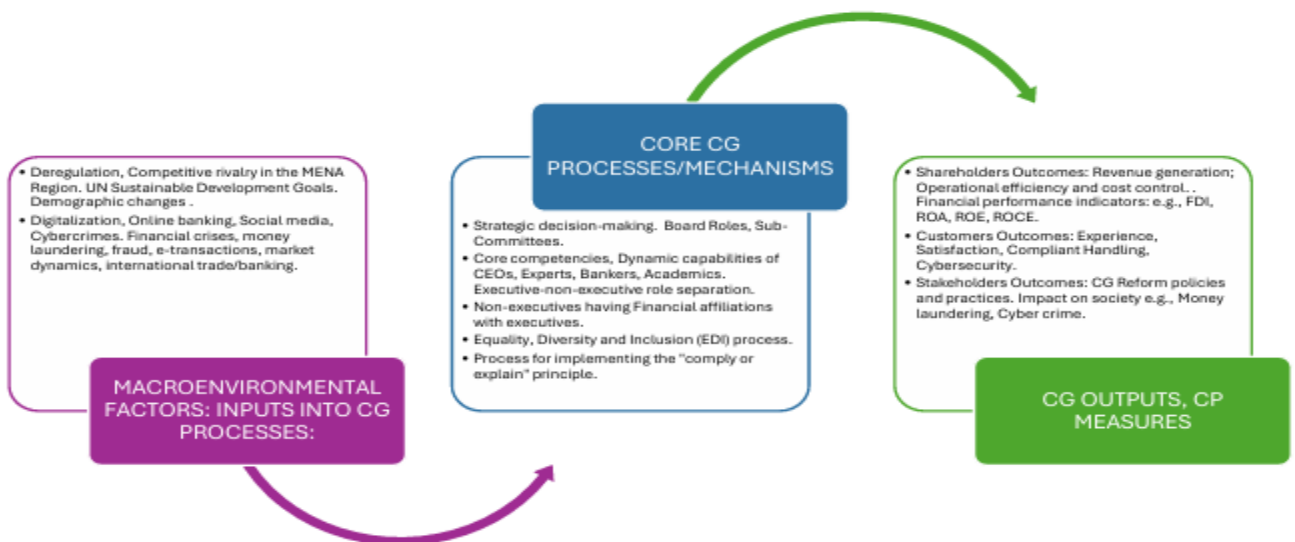 • Deregulation, Competitive rivalry in the MENA
Region. UN Sustainable Development Goals.
Demographic changes .
• Digitalization, Online banking, Social media,
Cybercrimes. Financial crises, money
laundering, fraud, e-transactions, market
dynamics, international trade/banking.
MACROENVIRONMENTAL
FACTORS: INPUTS INTO CG
PROCESSES:
CORE CG
PROCESSES/MECHANISMS
• Strategic decision-making. Board Roles, Sub-
Committees.
• Core competencies, Dynamic capabilities of
CEOs, Experts, Bankers, Academics.
Executive-non-executive role separation.
• Non-executives having Financial affiliations
with executives.
• Equality, Diversity and Inclusion (EDI) process.
• Process for implementing the "comply or
explain" principle.
• Shareholders Outcomes: Revenue generation;
Operational efficiency and cost control. .
Financial performance indicators: e.g., FDI,
ROA, ROE, ROCE.
• Customers Outcomes: Experience,
Satisfaction, Compliant Handling,
Cybersecurity.
• Stakeholders Outcomes: CG Reform policies
and practices. Impact on society e.g., Money
laundering, Cyber crime.
CG OUTPUTS, CP
MEASURES